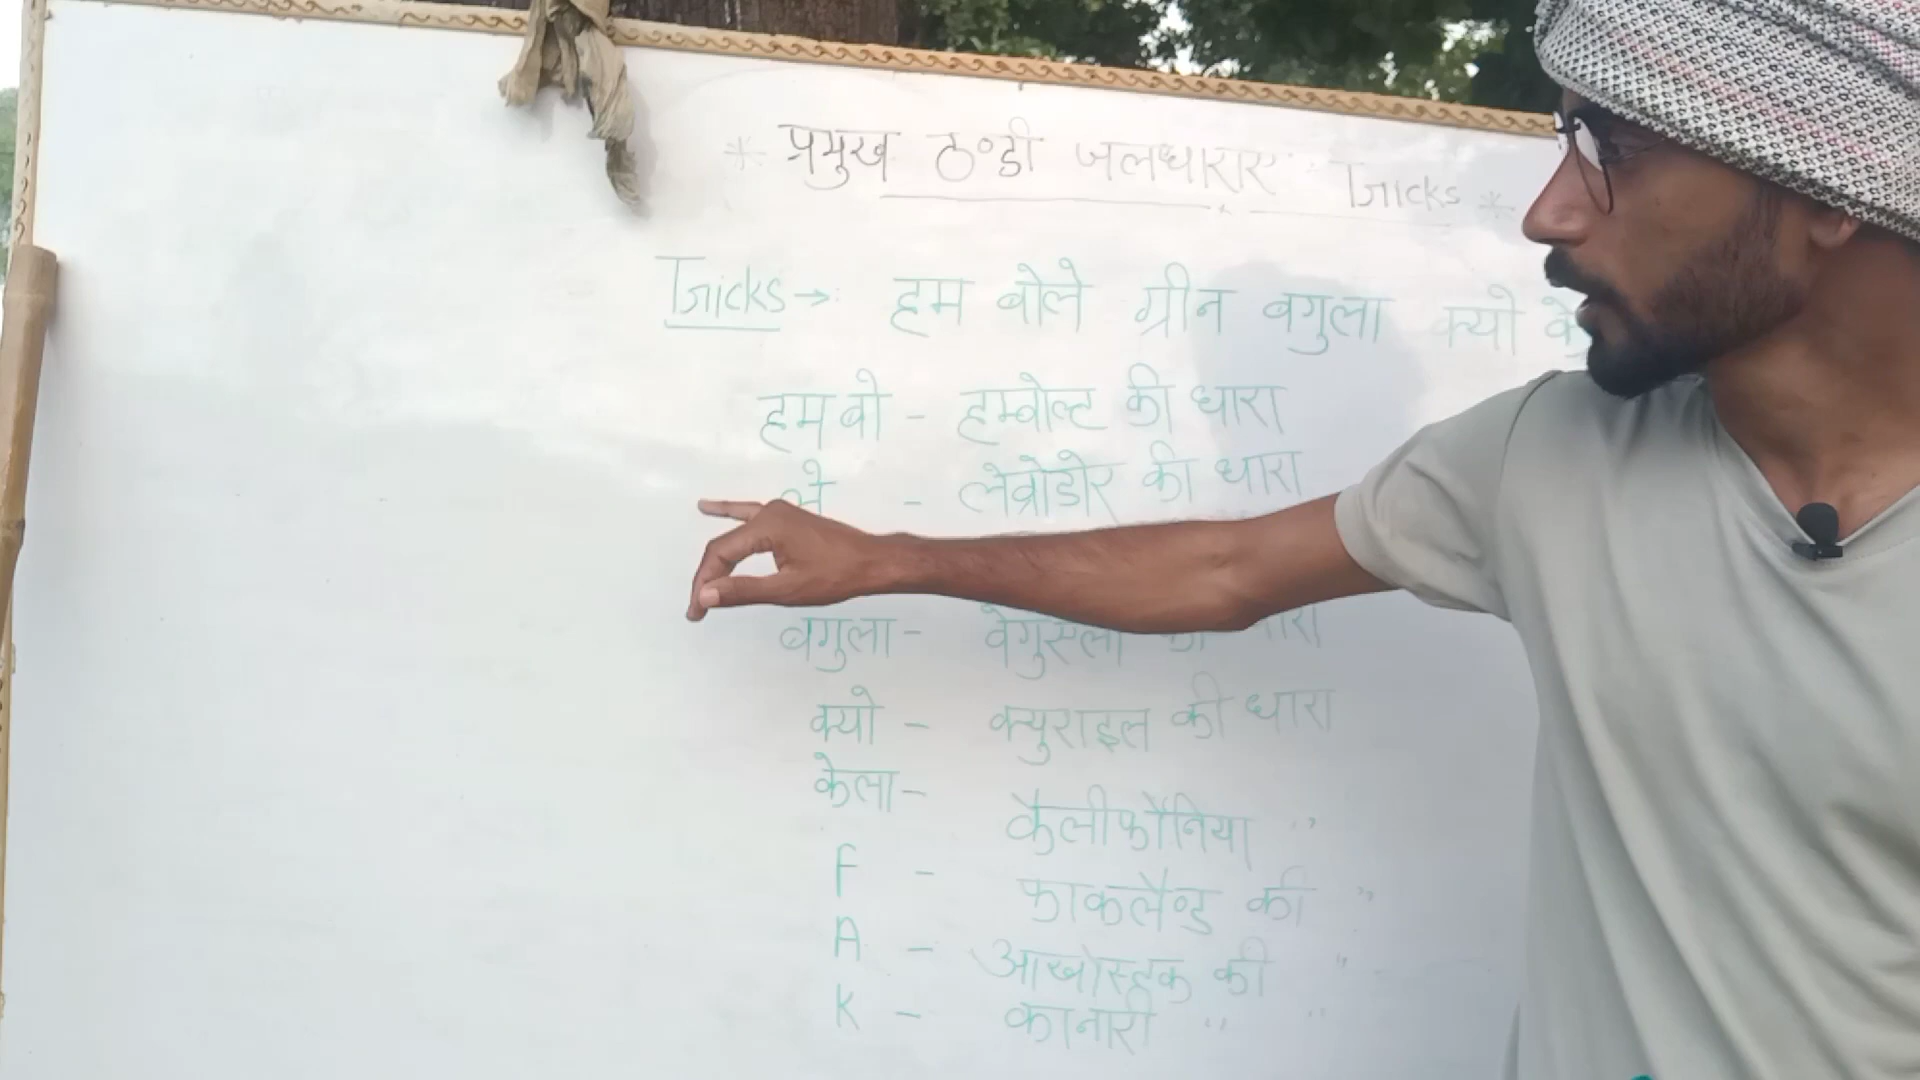 * प्रमुख ठण्डी जलधाराए Tricks *
Tricks → हम बोले ग्रीन बगुला क्यो
हम बो - हम्बोल्ट की धारा
ले - लेब्रोडोर की धारा
बगुला - वेगुएला की धारा
क्यो - क्युराइल की धारा
केला - कैलीफोनिया "
F - फाकलैण्ड की "
A - आखोस्टक की "
K - कानारी " "